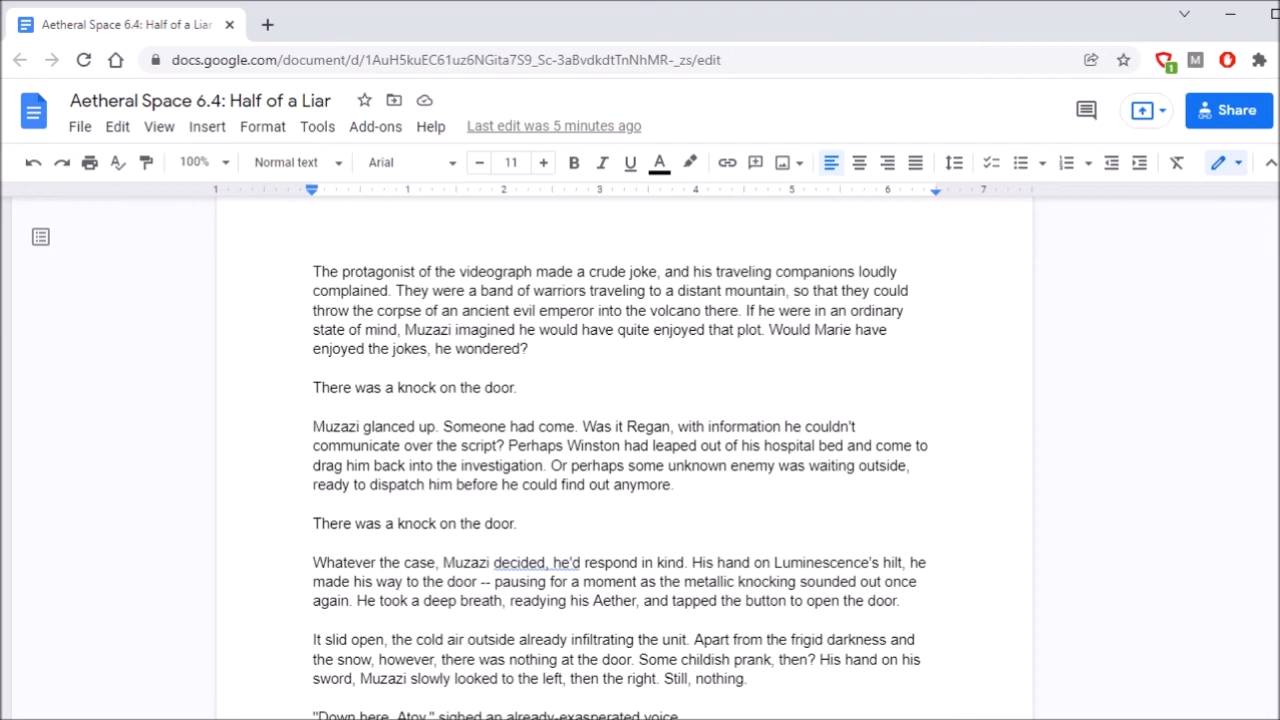 Aetheral Space 6.4: Half of a Liar
docs.google.com/document/d/1AuH5kuEC61uz6NGita7S9_Sc-3aBvdkdtTnNhMR-_zs/edit
1
M
Aetheral Space 6.4: Half of a Liar
File Edit View Insert Format Tools Add-ons Help Last edit was 5 minutes ago
Share
100% Normal text Arial 11 B I U A
1 1 2 3 4 5 6 7
The protagonist of the videograph made a crude joke, and his traveling companions loudly
complained. They were a band of warriors traveling to a distant mountain, so that they could
throw the corpse of an ancient evil emperor into the volcano there. If he were in an ordinary
state of mind, Muzazi imagined he would have quite enjoyed that plot. Would Marie have
enjoyed the jokes, he wondered?
There was a knock on the door.
Muzazi glanced up. Someone had come. Was it Regan, with information he couldn't
communicate over the script? Perhaps Winston had leaped out of his hospital bed and come to
drag him back into the investigation. Or perhaps some unknown enemy was waiting outside,
ready to dispatch him before he could find out anymore.
There was a knock on the door.
Whatever the case, Muzazi decided, he'd respond in kind. His hand on Luminescence's hilt, he
made his way to the door -- pausing for a moment as the metallic knocking sounded out once
again. He took a deep breath, readying his Aether, and tapped the button to open the door.
It slid open, the cold air outside already infiltrating the unit. Apart from the frigid darkness and
the snow, however, there was nothing at the door. Some childish prank, then? His hand on his
sword, Muzazi slowly looked to the left, then the right. Still, nothing.
"Down here, Atoy," sighed an already-exasperated voice.